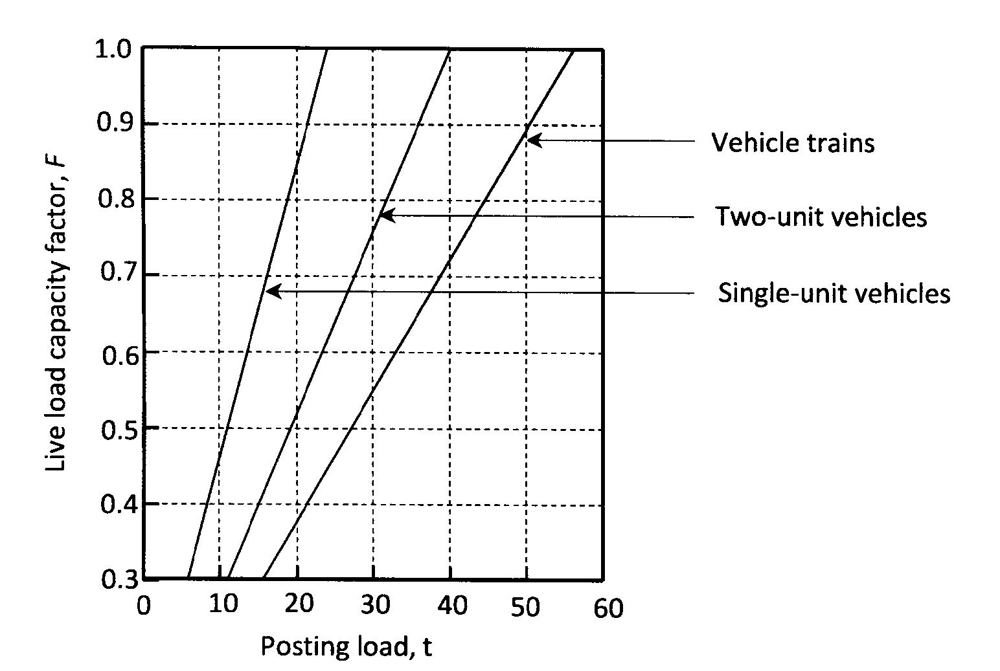 Live load capacity factor, F
1.0
0.9
0.8
0.7
0.6
0.5
0.4
0.3
0 10 20 30 40 50 60
Posting load, t
Vehicle trains
Two-unit vehicles
Single-unit vehicles